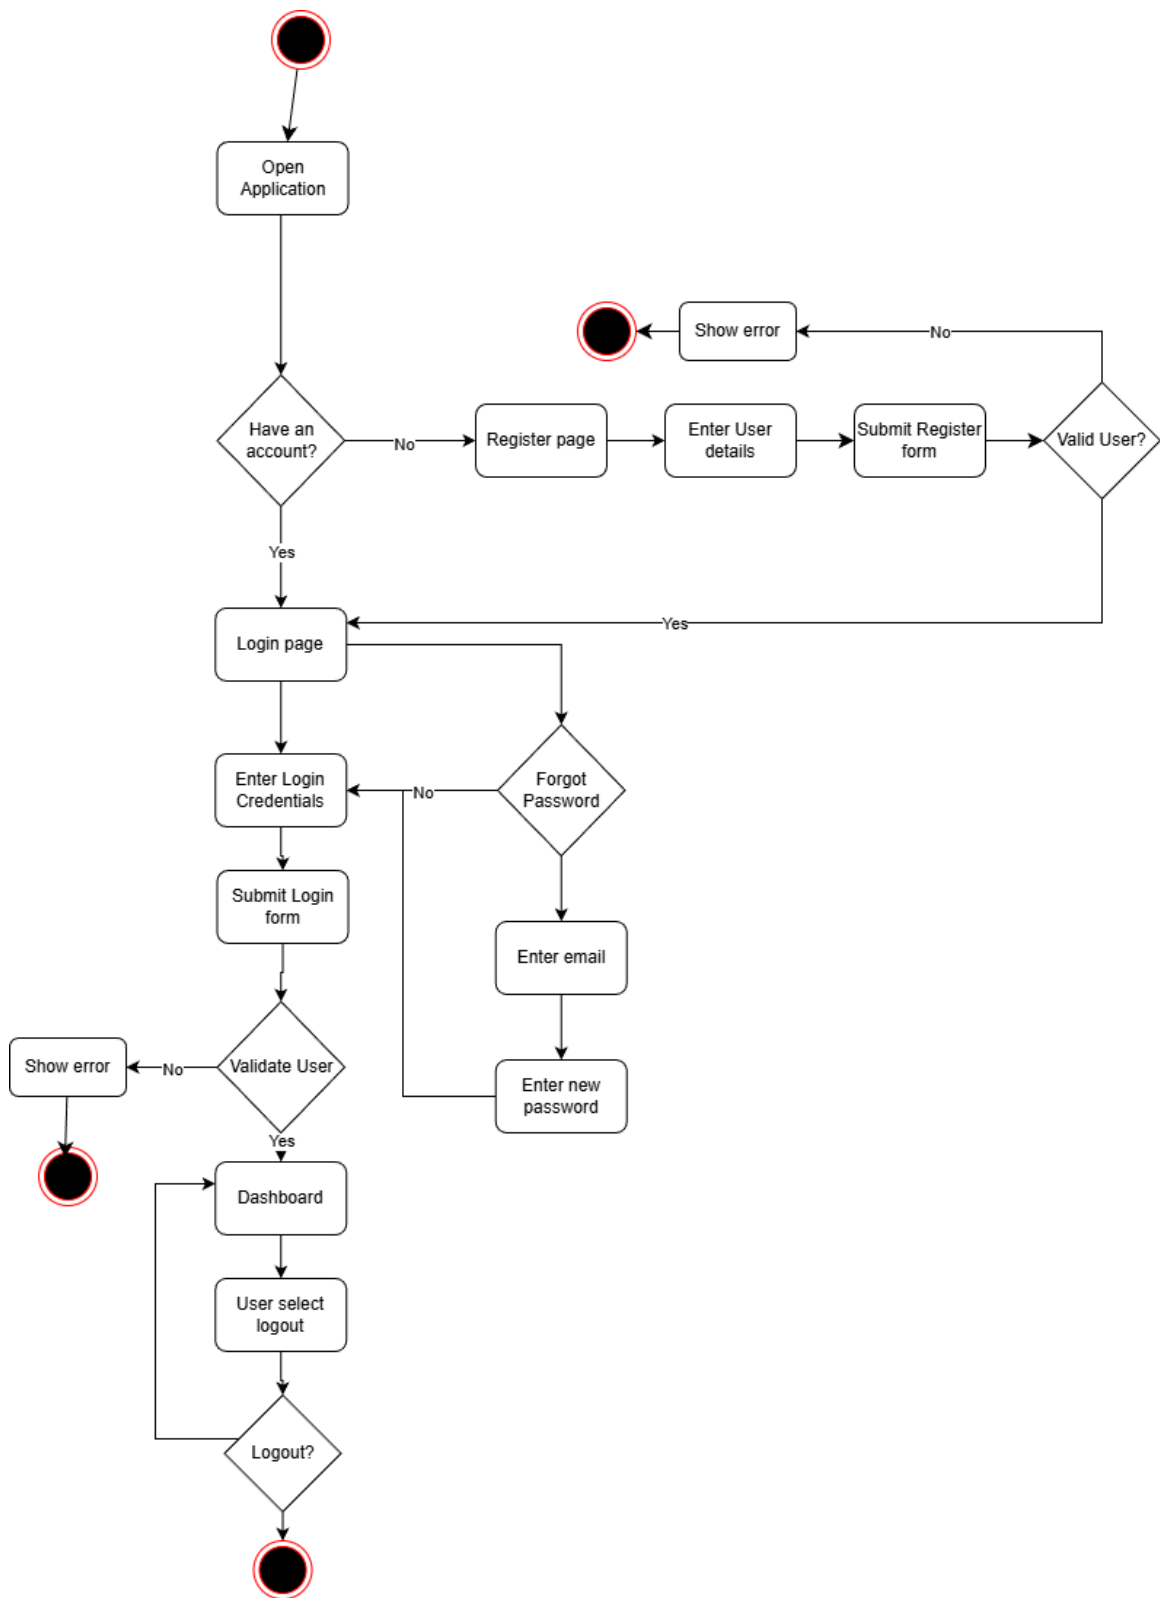 Open
Application
Show error
No
Have an
account?
No
Register page
Enter User
details
Submit Register
form
Valid User?
Yes
Yes
Login page
Enter Login
Credentials
No
Forgot
Password
Submit Login
form
Enter email
Show error
No
Validate User
Enter new
password
Yes
Dashboard
User select
logout
Logout?